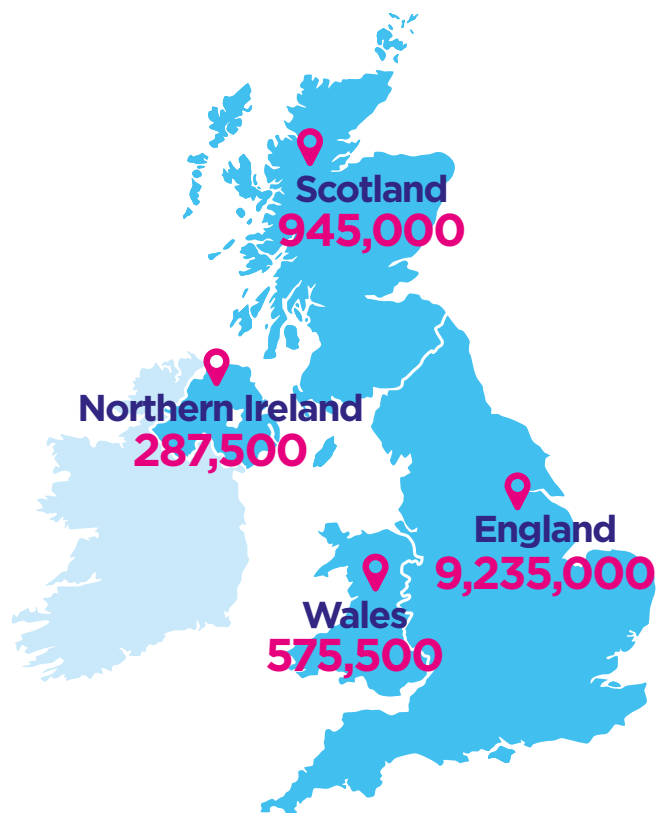 Scotland
945,000
Northern Ireland
287,500
England
9,235,000
Wales
575,500